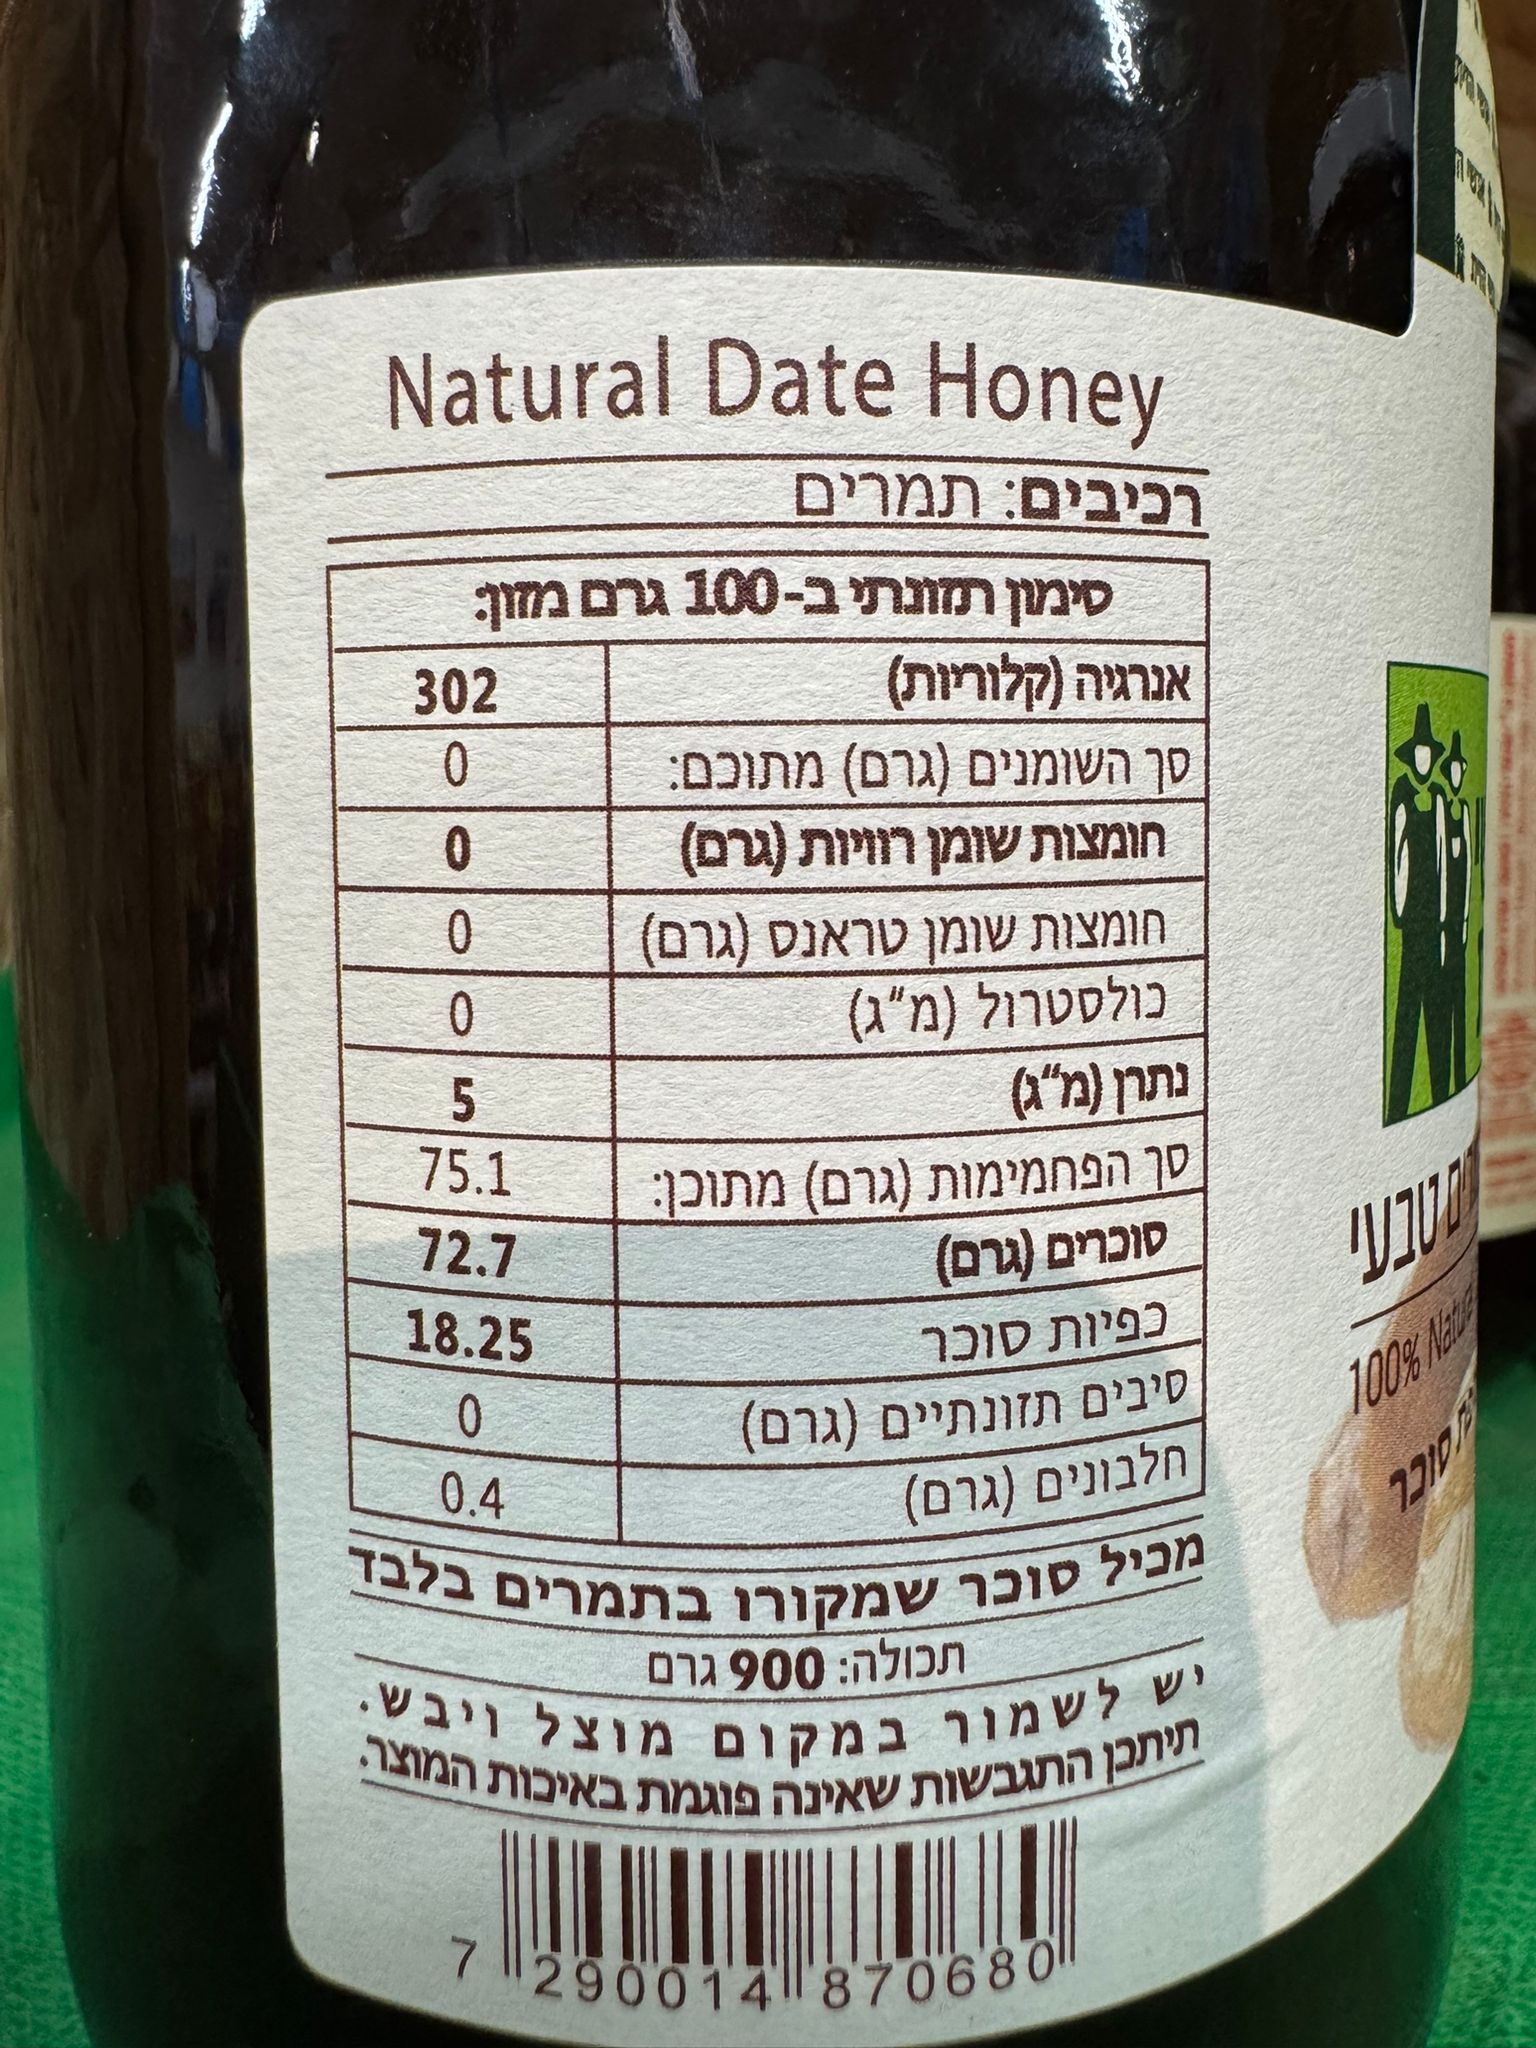 Natural Date Honey
רכיבים: תמרים
סימון תזונתי ב-100 גרם מזון:
אנרגיה (קלוריות) 302
סך השומנים (גרם) מתוכם: 0
חומצות שומן רוויות (גרם) 0
חומצות שומן טראנס (גרם) 0
כולסטרול (מ"ג) 0
נתרן (מ"ג) 5
סך הפחמימות (גרם) מתוכן: 75.1
סוכרים (גרם) 72.7
כפיות סוכר 18.25
סיבים תזונתיים (גרם) 0
חלבונים (גרם) 0.4
מכיל סוכר שמקורו בתמרים בלבד
תכולה: 900 גרם
יש לשמור במקום מוצל ויבש.
תיתכן התגבשות שאינה פוגמת באיכות המוצר.
7 290014 870680
טבעי
100%
סוכר